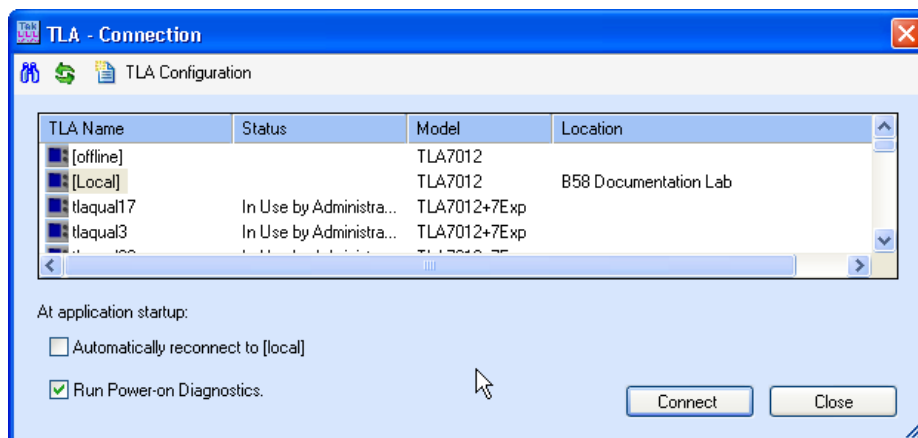 TLA - Connection
TLA Configuration
TLA Name Status Model Location
[offline] TLA7012
[Local] TLA7012 B58 Documentation Lab
tlaqual17 In Use by Administra... TLA7012+7Exp
tlaqual3 In Use by Administra... TLA7012+7Exp
At application startup:
Automatically reconnect to [local]
Run Power-on Diagnostics.
Connect Close